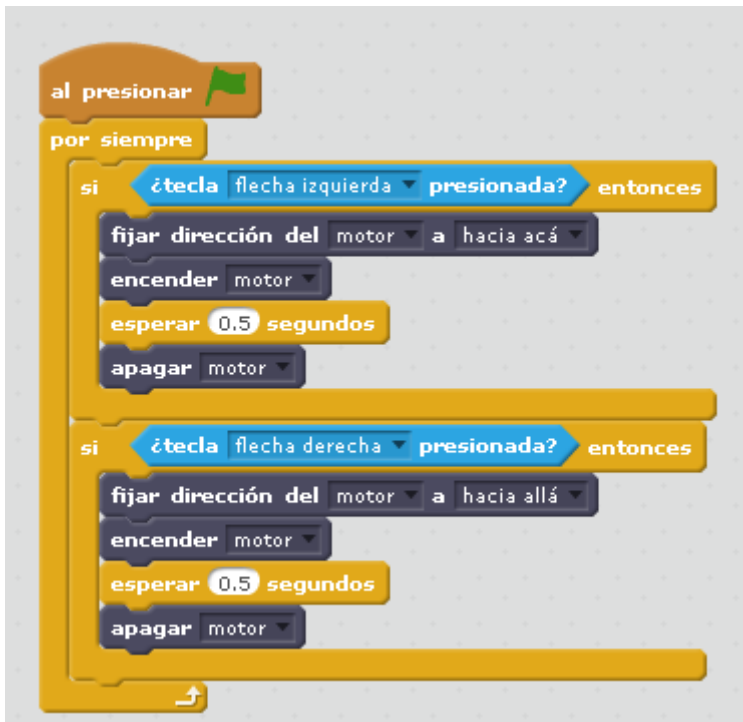 al presionar
por siempre
si ¿tecla flecha izquierda presionada? entonces
fijar dirección del motor a hacia acá
encender motor
esperar 0.5 segundos
apagar motor
si ¿tecla flecha derecha presionada? entonces
fijar dirección del motor a hacia allá
encender motor
esperar 0.5 segundos
apagar motor